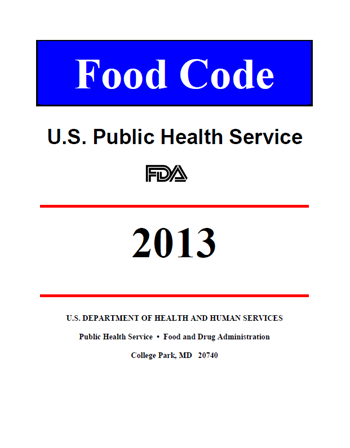 Food Code
U.S. Public Health Service
FDA
2013
U.S. DEPARTMENT OF HEALTH AND HUMAN SERVICES
Public Health Service • Food and Drug Administration
College Park, MD 20740